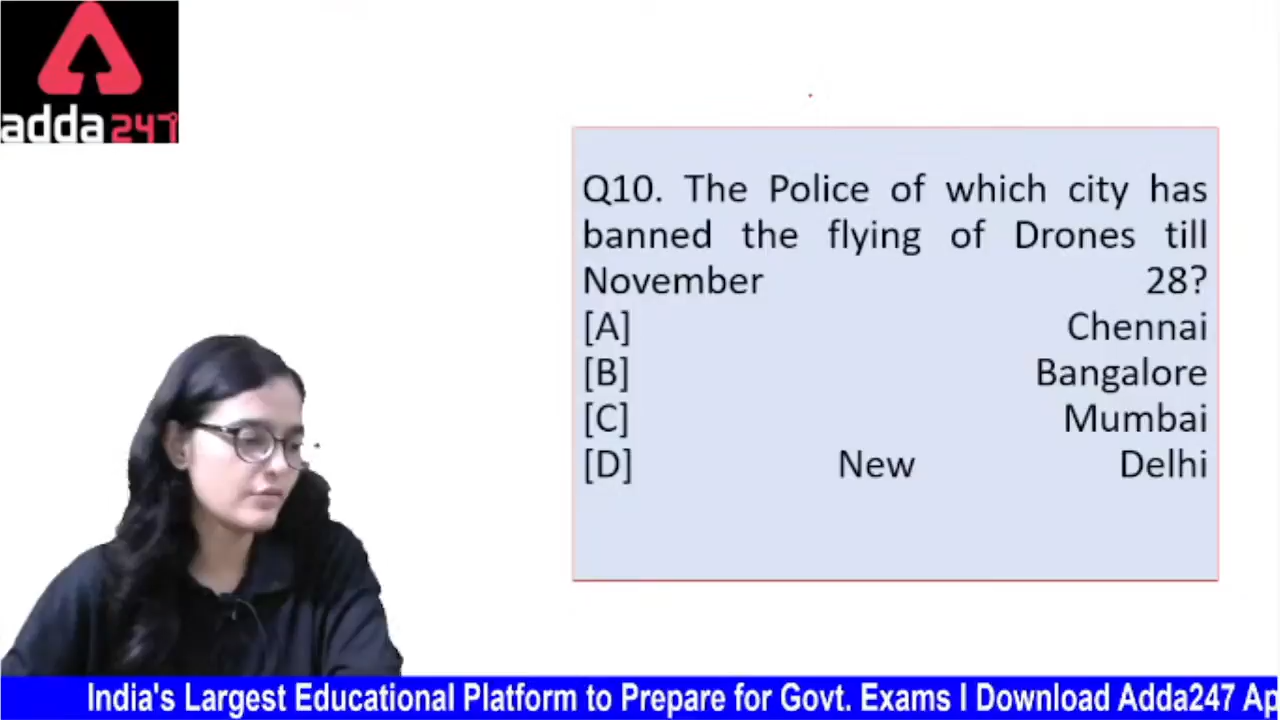 adda247
Q10. The Police of which city has
banned the flying of Drones till
November 28?
[A] Chennai
[B] Bangalore
[C] Mumbai
[D] New Delhi
India's Largest Educational Platform to Prepare for Govt. Exams I Download Adda247 Ap